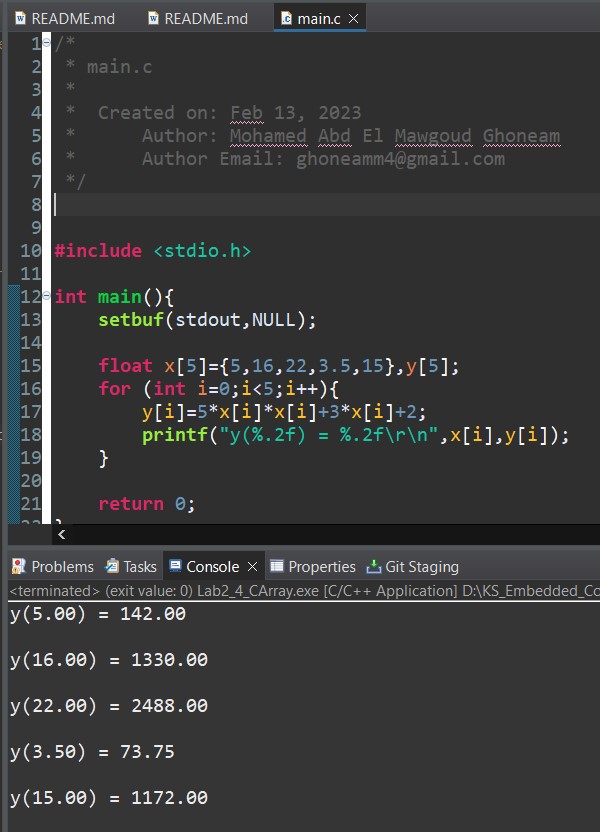 README.md README.md main.c
1 /*
2 * main.c
3 *
4 * Created on: Feb 13, 2023
5 * Author: Mohamed Abd El Mawgoud Ghoneam
6 * Author Email: ghoneamm4@gmail.com
7 */
8
9
10 #include <stdio.h>
11
12 int main(){
13 setbuf(stdout,NULL);
14
15 float x[5]={5,16,22,3.5,15},y[5];
16 for (int i=0;i<5;i++){
17 y[i]=5*x[i]*x[i]+3*x[i]+2;
18 printf("y(%.2f) = %.2f\r\n",x[i],y[i]);
19 }
20
21 return 0;
Problems Tasks Console Properties Git Staging
<terminated> (exit value: 0) Lab2_4_CArray.exe [C/C++ Application] D:\KS_Embedded_Co
y(5.00) = 142.00
y(16.00) = 1330.00
y(22.00) = 2488.00
y(3.50) = 73.75
y(15.00) = 1172.00